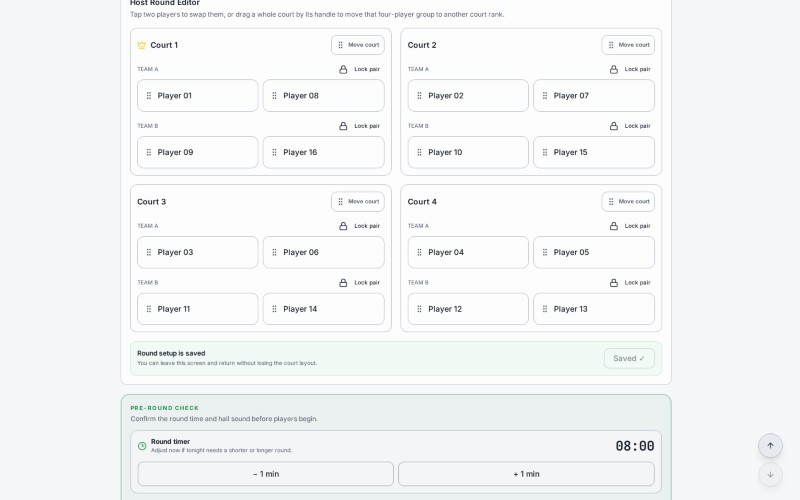 Host Round Editor
Tap two players to swap them, or drag a whole court by its handle to move that four-player group to another court rank.
Court 1
Move court
TEAM A
Lock pair
Player 01
Player 08
TEAM B
Lock pair
Player 09
Player 16
Court 2
Move court
TEAM A
Lock pair
Player 02
Player 07
TEAM B
Lock pair
Player 10
Player 15
Court 3
Move court
TEAM A
Lock pair
Player 03
Player 06
TEAM B
Lock pair
Player 11
Player 14
Court 4
Move court
TEAM A
Lock pair
Player 04
Player 05
TEAM B
Lock pair
Player 12
Player 13
Round setup is saved
You can leave this screen and return without losing the court layout.
Saved ✓
PRE-ROUND CHECK
Confirm the round time and hall sound before players begin.
Round timer
Adjust now if tonight needs a shorter or longer round.
08:00
− 1 min
+ 1 min